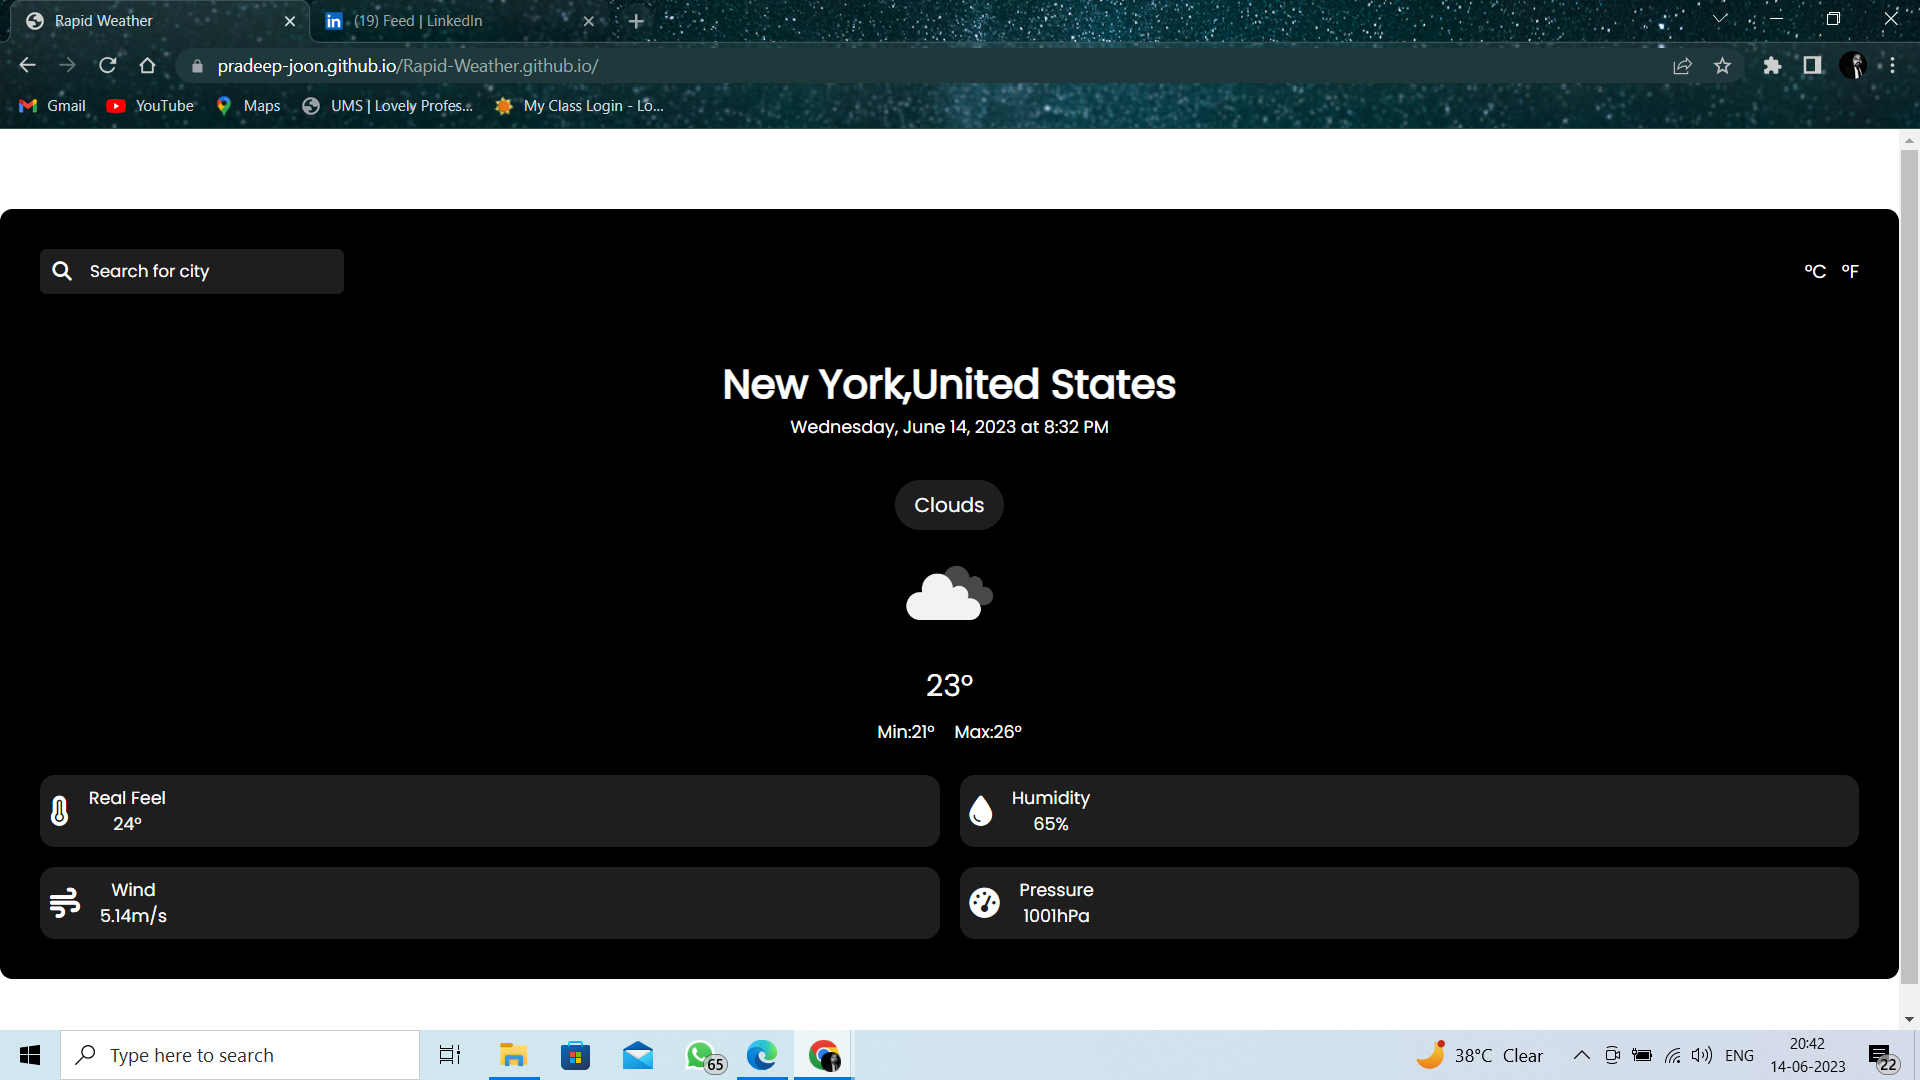 Rapid Weather
in (19) Feed | LinkedIn
pradeep-joon.github.io/Rapid-Weather.github.io/
Gmail YouTube Maps UMS | Lovely Profes... My Class Login - Lo...
Search for city
°C °F
New York,United States
Wednesday, June 14, 2023 at 8:32 PM
Clouds
23°
Min:21° Max:26°
Real Feel
24°
Humidity
65%
Wind
5.14m/s
Pressure
1001hPa
Type here to search
65
38°C Clear
ENG
20:42
14-06-2023
22